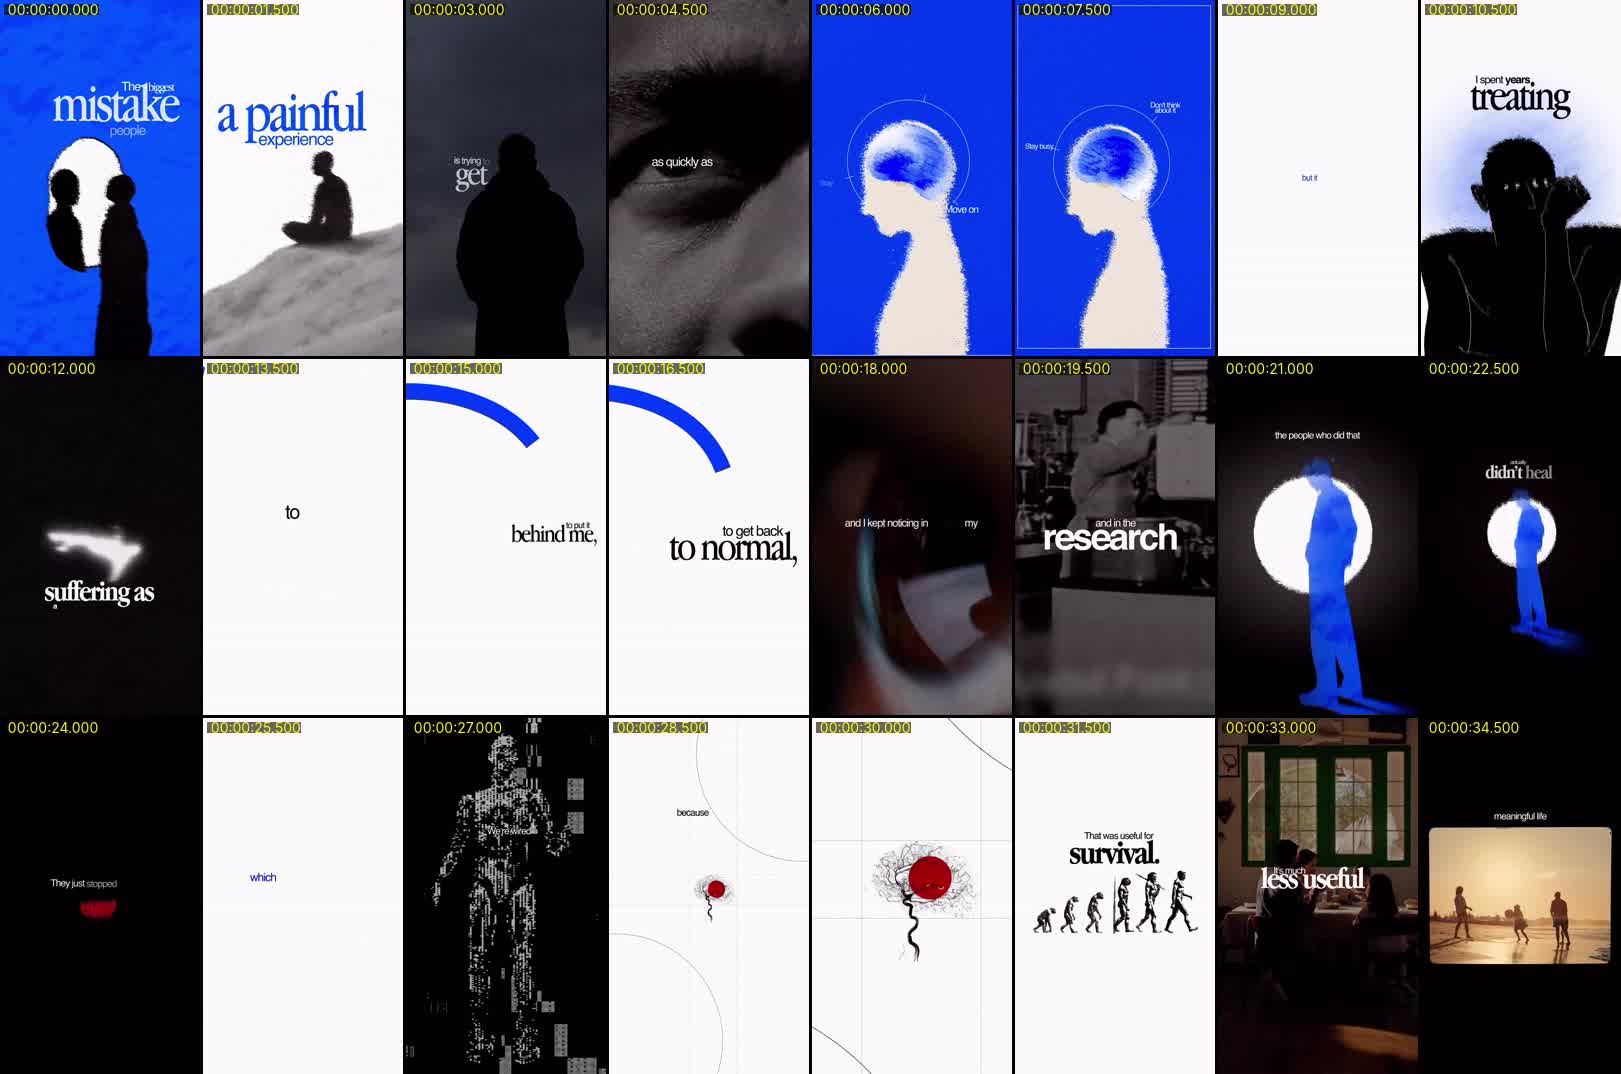 00:00:00.000
The biggest
mistake
people
00:00:01.500
a painful
experience
00:00:03.000
is trying to
get
00:00:04.500
as quickly as
00:00:06.000
Stay
Move on
00:00:07.500
Don't think
about it
Stay busy.
00:00:09.000
but it
00:00:10.500
I spent years,
treating
00:00:12.000
suffering as
a
00:00:13.500
to
00:00:15.000
to put it
behind me,
00:00:16.500
to get back
to normal,
00:00:18.000
and I kept noticing in my
00:00:19.500
and in the
research
00:00:21.000
the people who did that
00:00:22.500
actually
didn't heal
00:00:24.000
They just stopped
00:00:25.500
which
00:00:27.000
We're wired
00:00:28.500
because
00:00:30.000
00:00:31.500
That was useful for
survival.
00:00:33.000
It's much
less useful
00:00:34.500
meaningful life